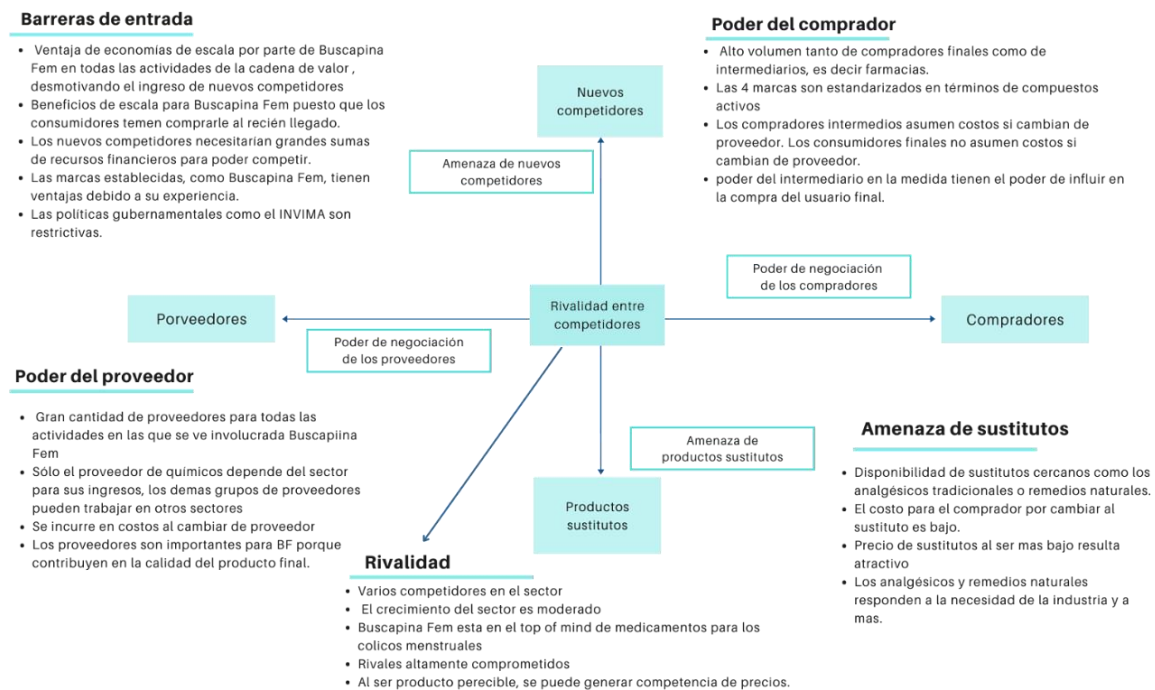 Barreras de entrada
• Ventaja de economías de escala por parte de Buscapina
Fem en todas las actividades de la cadena de valor ,
desmotivando el ingreso de nuevos competidores
• Beneficios de escala para Buscapina Fem puesto que los
consumidores temen comprarle al recién llegado.
• Los nuevos competidores necesitarían grandes sumas
de recursos financieros para poder competir.
• Las marcas establecidas, como Buscapina Fem, tienen
ventajas debido a su experiencia.
• Las políticas gubernamentales como el INVIMA son
restrictivas.
Nuevos
competidores
Amenaza de nuevos
competidores
Poder del comprador
• Alto volumen tanto de compradores finales como de
intermediarios, es decir farmacias.
• Las 4 marcas son estandarizados en términos de compuestos
activos
• Los compradores intermedios asumen costos si cambian de
proveedor. Los consumidores finales no asumen costos si
cambian de proveedor.
• poder del intermediario en la medida tienen el poder de influir en
la compra del usuario final.
Poder de negociación
de los compradores
Porveedores
Rivalidad entre
competidores
Compradores
Poder de negociación
de los proveedores
Poder del proveedor
• Gran cantidad de proveedores para todas las
actividades en las que se ve involucrada Buscapiina
Fem
• Sólo el proveedor de químicos depende del sector
para sus ingresos, los demas grupos de proveedores
pueden trabajar en otros sectores
• Se incurre en costos al cambiar de proveedor
• Los proveedores son importantes para BF porque
contribuyen en la calidad del producto final.
Amenaza de
productos sustitutos
Productos
sustitutos
Amenaza de sustitutos
• Disponibilidad de sustitutos cercanos como los
analgésicos tradicionales o remedios naturales.
• El costo para el comprador por cambiar al
sustituto es bajo.
• Precio de sustitutos al ser mas bajo resulta
atractivo
• Los analgésicos y remedios naturales
responden a la necesidad de la industria y a
mas.
Rivalidad
• Varios competidores en el sector
• El crecimiento del sector es moderado
• Buscapina Fem esta en el top of mind de medicamentos para los
colicos menstruales
• Rivales altamente comprometidos
• Al ser producto perecible, se puede generar competencia de precios.